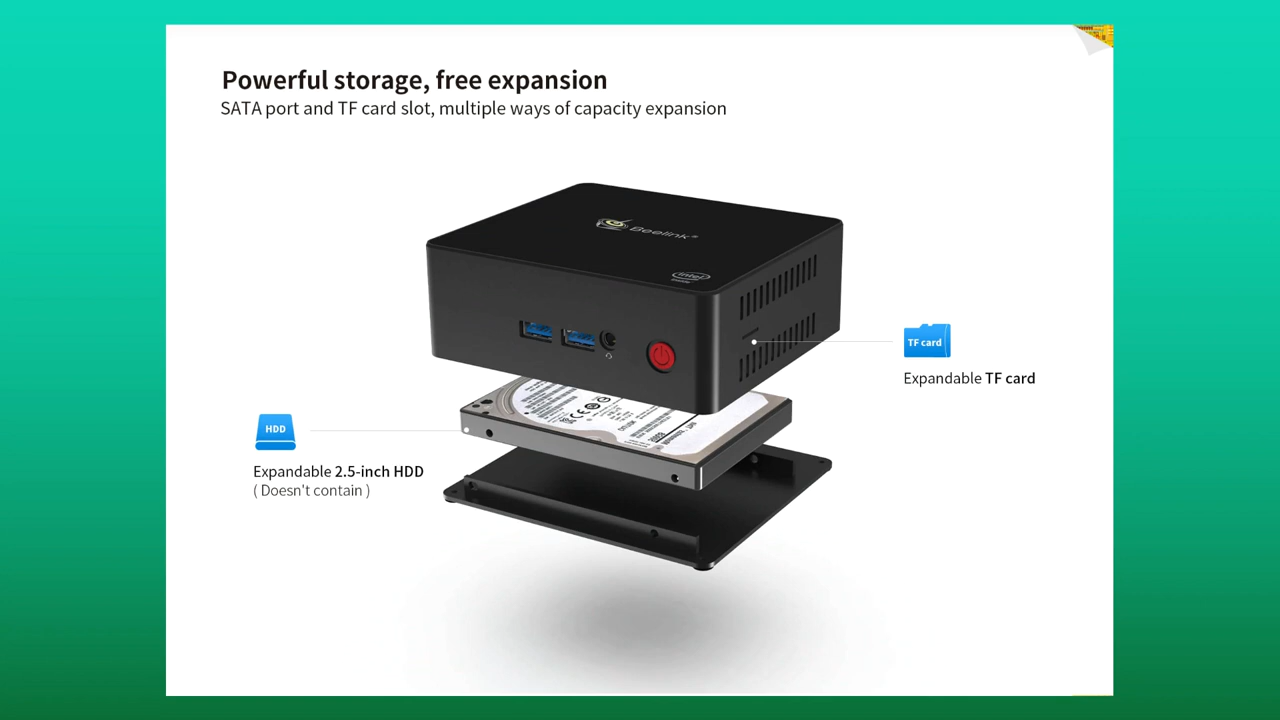 Powerful storage, free expansion
SATA port and TF card slot, multiple ways of capacity expansion
Beelink®
intel
TF card
Expandable TF card
HDD
Expandable 2.5-inch HDD
( Doesn't contain )